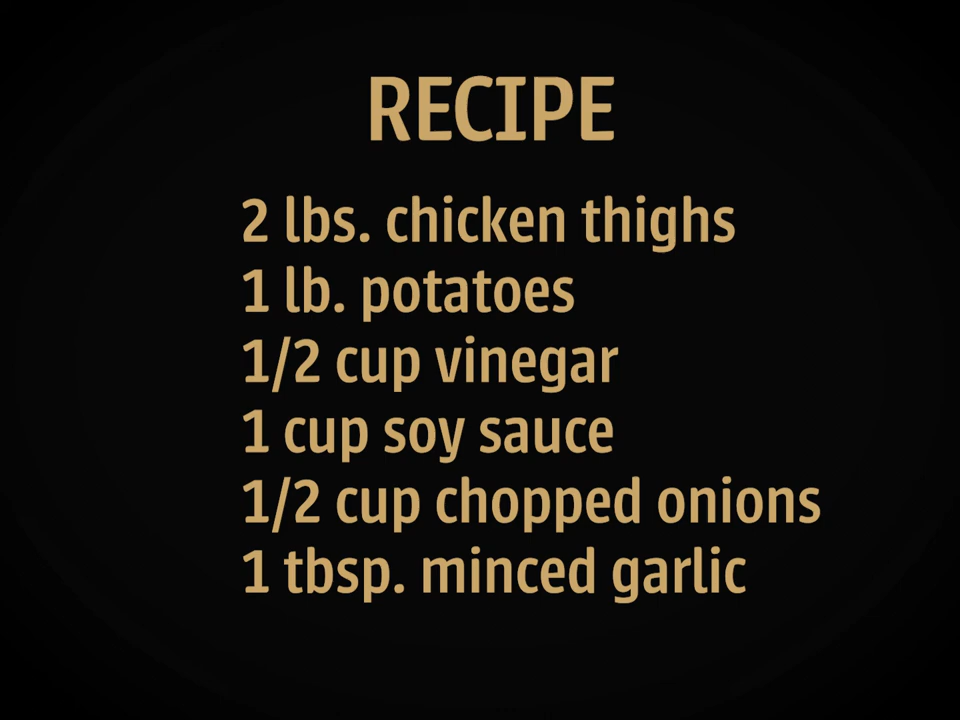 RECIPE
2 lbs. chicken thighs
1 lb. potatoes
1/2 cup vinegar
1 cup soy sauce
1/2 cup chopped onions
1 tbsp. minced garlic